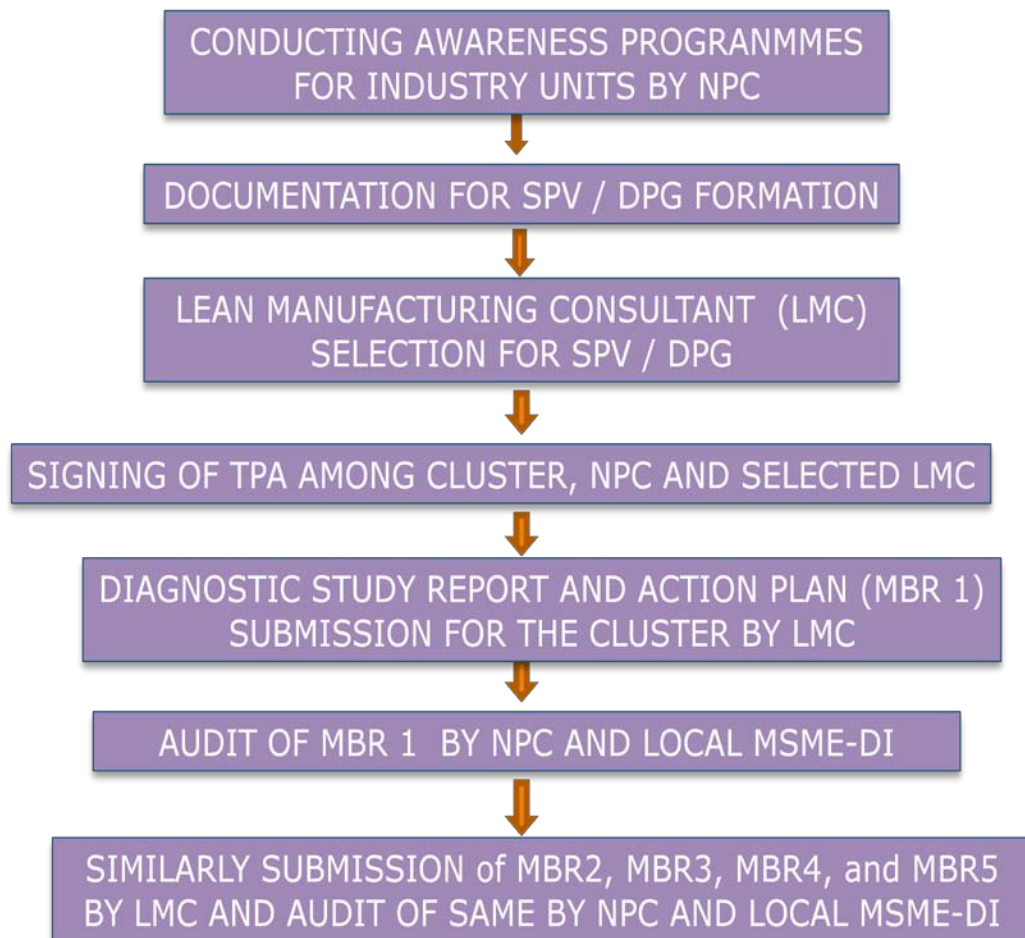 CONDUCTING AWARENESS PROGRANMMES
FOR INDUSTRY UNITS BY NPC
DOCUMENTATION FOR SPV / DPG FORMATION
LEAN MANUFACTURING CONSULTANT (LMC)
SELECTION FOR SPV / DPG
SIGNING OF TPA AMONG CLUSTER, NPC AND SELECTED LMC
DIAGNOSTIC STUDY REPORT AND ACTION PLAN (MBR 1)
SUBMISSION FOR THE CLUSTER BY LMC
AUDIT OF MBR 1 BY NPC AND LOCAL MSME-DI
SIMILARLY SUBMISSION of MBR2, MBR3, MBR4, and MBR5
BY LMC AND AUDIT OF SAME BY NPC AND LOCAL MSME-DI